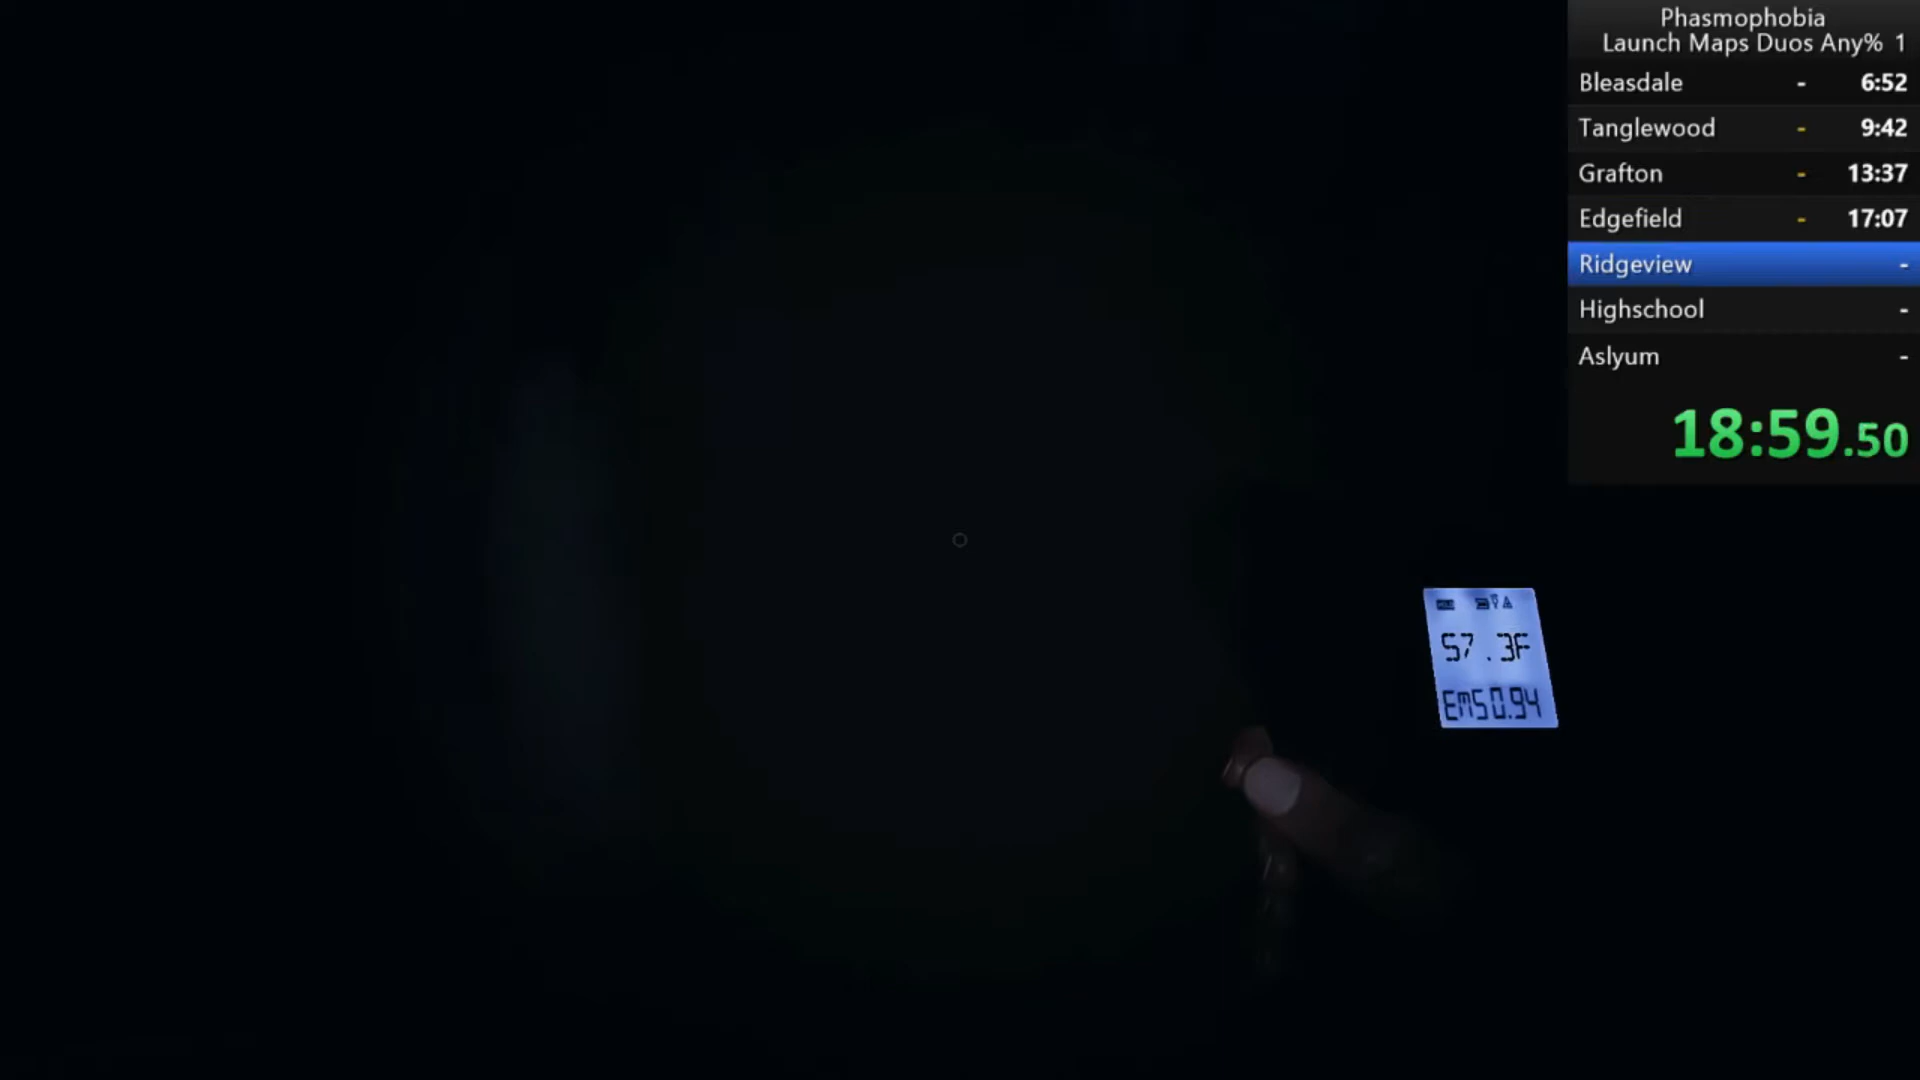 Phasmophobia
Launch Maps Duos Any% 1
Bleasdale - 6:52
Tanglewood - 9:42
Grafton - 13:37
Edgefield - 17:07
Ridgeview -
Highschool -
Aslyum -
18:59.50
57.3F
EMS0.94